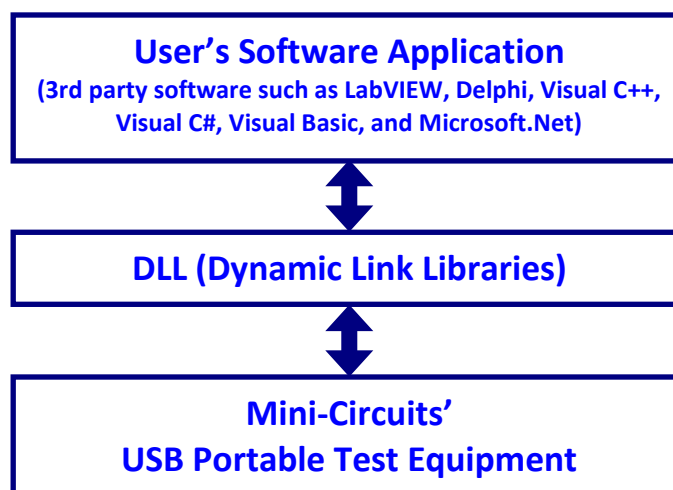 User’s Software Application
(3rd party software such as LabVIEW, Delphi, Visual C++,
Visual C#, Visual Basic, and Microsoft.Net)
DLL (Dynamic Link Libraries)
Mini-Circuits’
USB Portable Test Equipment